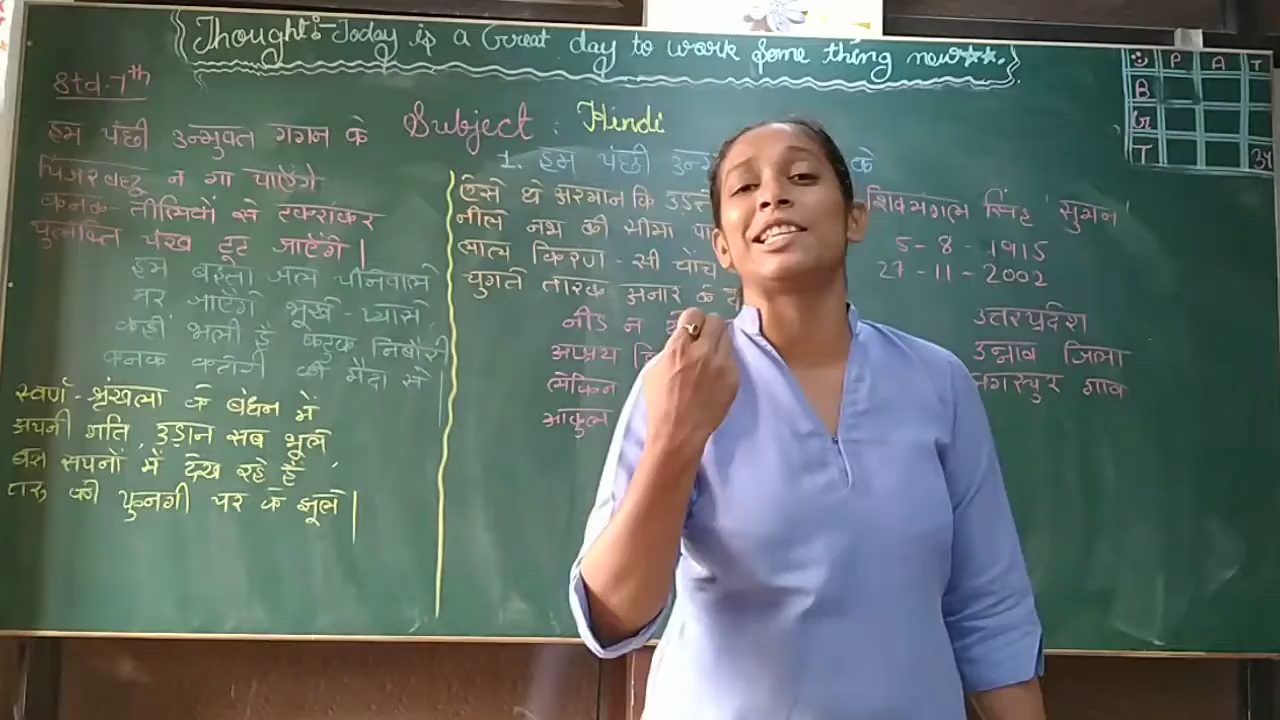 Thought:- Today is a Great day to work Some thing new**.
P A T
B
G
T 34
Std-7th
Subject : Hindi
1. हम पंछी उन्मु के
हम पंछी उन्मुक्त गगन के
पिंजरबद्ध न गा पाएँगे
कनक-तीलियों से टकराकर
पुलकित पंख टूट जाएँगे |
हम बहता जल पीनेवाले
मर जाएँगे भूखे-प्यासे
कहीं भली है कटुक निबौरी
कनक कटोरी की मैदा से |
स्वर्ण-श्रृंखला के बंधन में
अपनी गति, उड़ान सब भूले
बस सपनों में देख रहे हैं
तरु की फुनगी पर के झूले |
ऐसे थे अरमान कि उड़ते
नीले नभ की सीमा पा
लाल किरण-सी चोंच
चुगते तारक अनार के द
नीड न
आश्रय
लेकिन
आकुल
शिवमंगल सिंह 'सुमन'
5-8-1915
27-11-2002
उत्तरप्रदेश
उन्नाव जिला
गाव